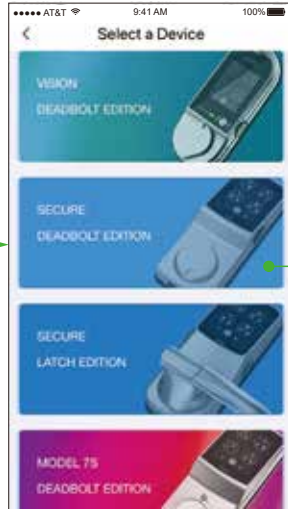 AT&T 9:41 AM 100%
Select a Device
VISION
DEADBOLT EDITION
SECURE
DEADBOLT EDITION
SECURE
LATCH EDITION
MODEL 7S
DEADBOLT EDITION